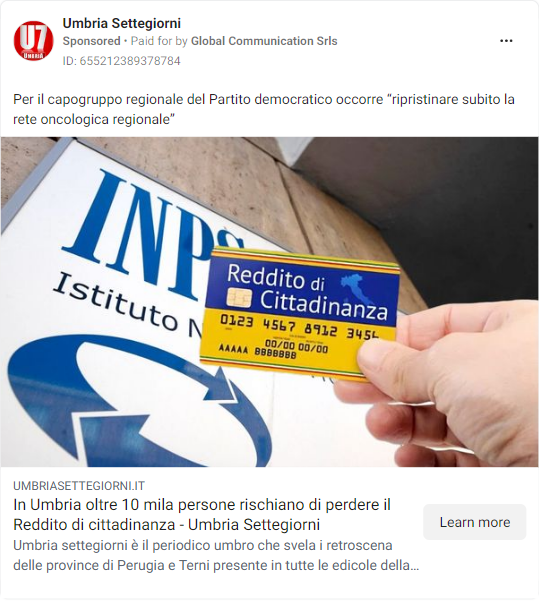 U7
UMBRIA
Umbria Settegiorni
Sponsored • Paid for by Global Communication Srls
ID: 655212389378784
Per il capogruppo regionale del Partito democratico occorre “ripristinare subito la
rete oncologica regionale”
INPS
Istituto N
Reddito di
Cittadinanza
0123 4567 8912 3456
00/00 00/00
AAAAA BBBBBBB
UMBRIASETTEGIORNI.IT
In Umbria oltre 10 mila persone rischiano di perdere il
Reddito di cittadinanza - Umbria Settegiorni
Learn more
Umbria settegiorni è il periodico umbro che svela i retroscena
delle province di Perugia e Terni presente in tutte le edicole della...